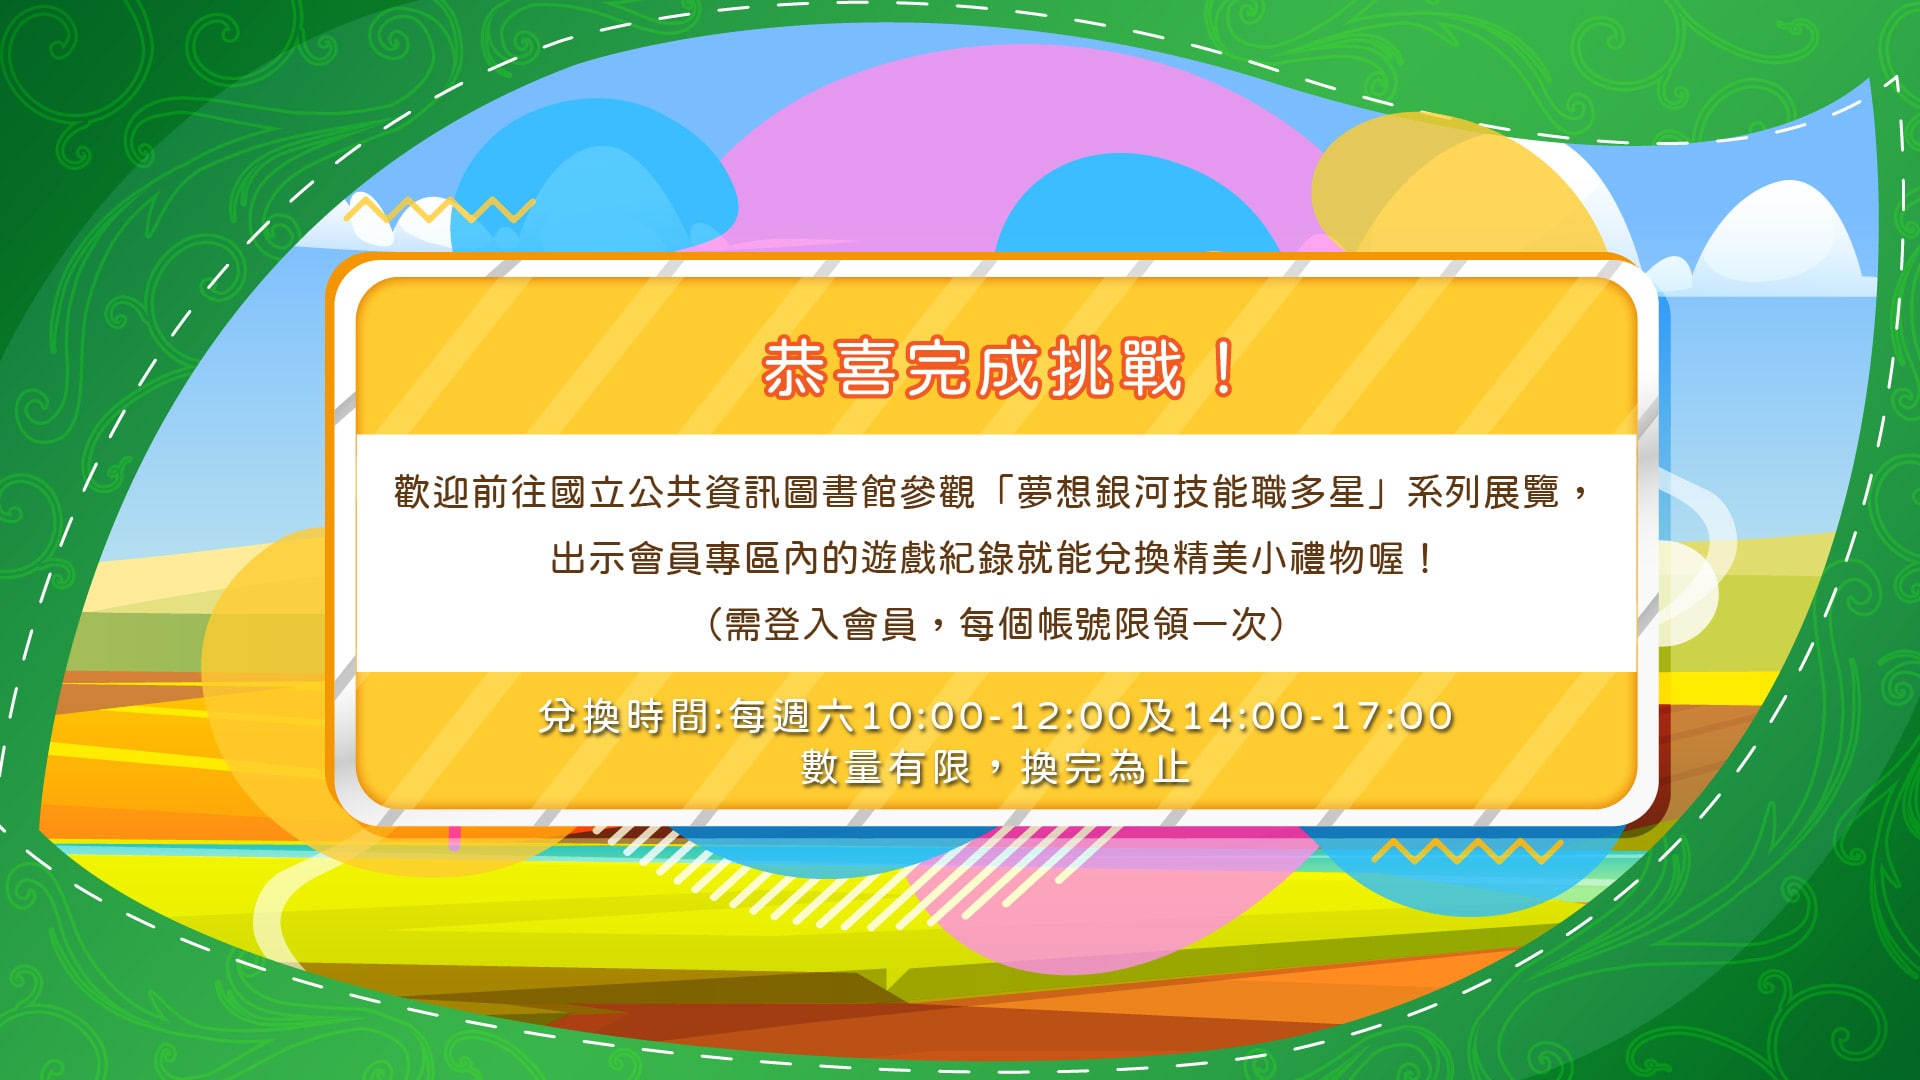 恭喜完成挑戰！
歡迎前往國立公共資訊圖書館參觀「夢想銀河技能職多星」系列展覽，
出示會員專區內的遊戲紀錄就能兌換精美小禮物喔！
（需登入會員，每個帳號限領一次）
兌換時間:每週六10:00-12:00及14:00-17:00
數量有限，換完為止